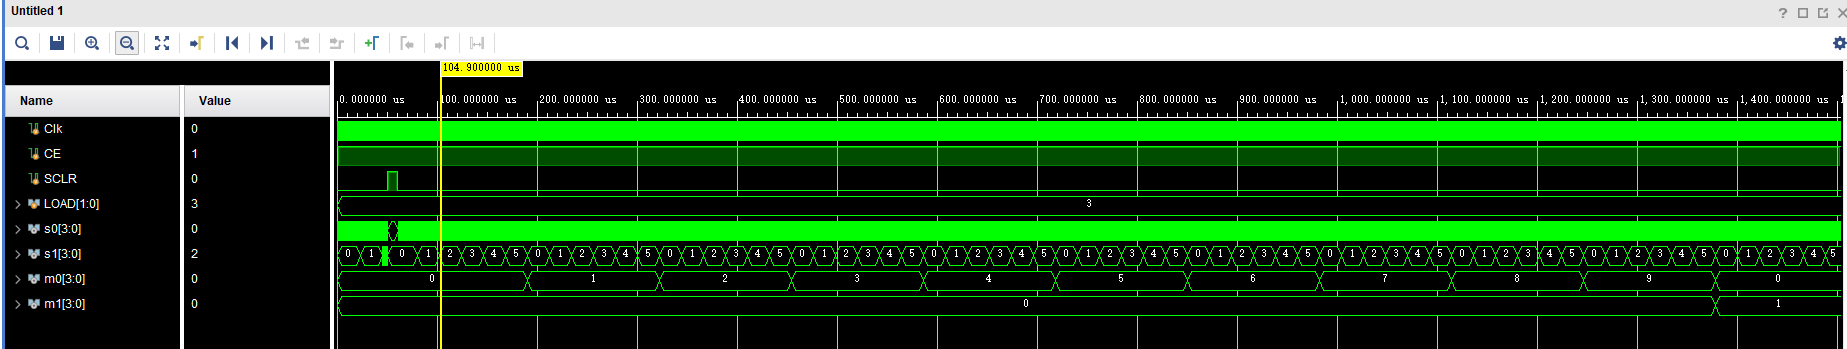 Untitled 1
?
104.900000 us
Name
Value
0.000000 us
100.000000 us
200.000000 us
300.000000 us
400.000000 us
500.000000 us
600.000000 us
700.000000 us
800.000000 us
900.000000 us
1,000.000000 us
1,100.000000 us
1,200.000000 us
1,300.000000 us
1,400.000000 us
Clk 0
CE 1
SCLR 0
LOAD[1:0] 3 3
s0[3:0] 0
s1[3:0] 2 0 1 0 1 2 3 4 5 0 1 2 3 4 5 0 1 2 3 4 5 0 1 2 3 4 5 0 1 2 3 4 5 0 1 2 3 4 5 0 1 2 3 4 5 0 1 2 3 4 5 0 1 2 3 4 5 0 1 2 3 4 5 0 1 2 3 4 5
m0[3:0] 0 0 1 2 3 4 5 6 7 8 9 0
m1[3:0] 0 0 1